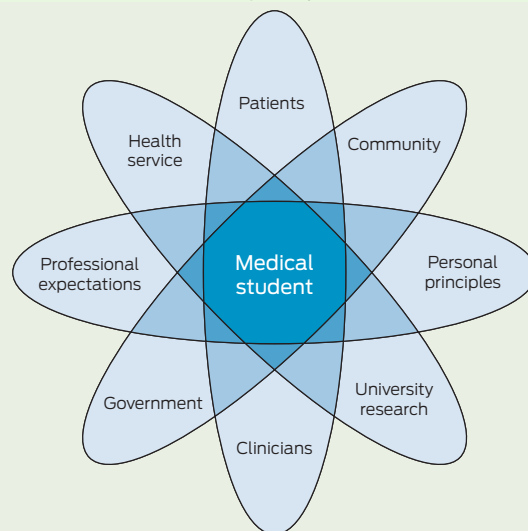 Patients
Health
service
Community
Professional
expectations
Medical
student
Personal
principles
Government
University
research
Clinicians